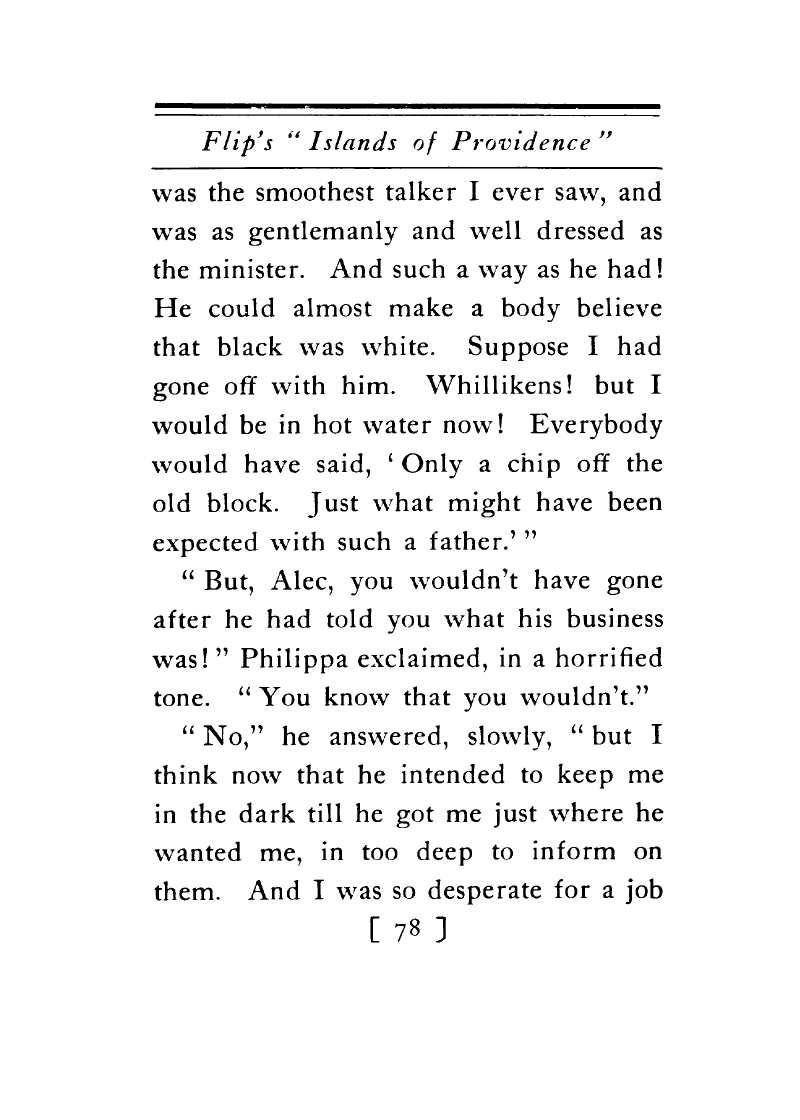 Flip's “ Islands of Providence ”
was the smoothest talker I ever saw, and
was as gentlemanly and well dressed as
the minister. And such a way as he had!
He could almost make a body believe
that black was white. Suppose I had
gone off with him. Whillikens! but I
would be in hot water now! Everybody
would have said, ‘ Only a chip off the
old block. Just what might have been
expected with such a father.’ ”
“ But, Alec, you wouldn’t have gone
after he had told you what his business
was! ” Philippa exclaimed, in a horrified
tone. “ You know that you wouldn’t.”
“ No,” he answered, slowly, “ but I
think now that he intended to keep me
in the dark till he got me just where he
wanted me, in too deep to inform on
them. And I was so desperate for a job
[ 78 ]